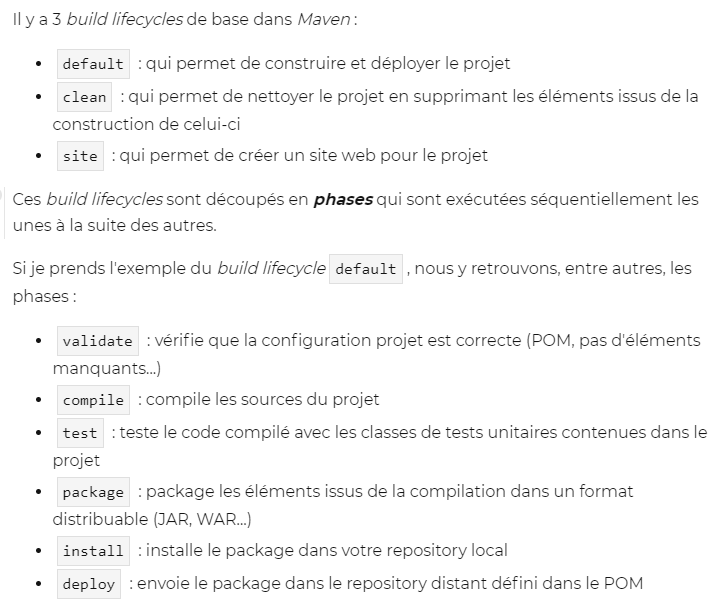 Il y a 3 build lifecycles de base dans Maven :
default : qui permet de construire et déployer le projet
clean : qui permet de nettoyer le projet en supprimant les éléments issus de la
construction de celui-ci
site : qui permet de créer un site web pour le projet
Ces build lifecycles sont découpés en phases qui sont exécutées séquentiellement les
unes à la suite des autres.
Si je prends l'exemple du build lifecycle default , nous y retrouvons, entre autres, les
phases :
validate : vérifie que la configuration projet est correcte (POM, pas d'éléments
manquants...)
compile : compile les sources du projet
test : teste le code compilé avec les classes de tests unitaires contenues dans le
projet
package : package les éléments issus de la compilation dans un format
distribuable (JAR, WAR...)
install : installe le package dans votre repository local
deploy : envoie le package dans le repository distant défini dans le POM